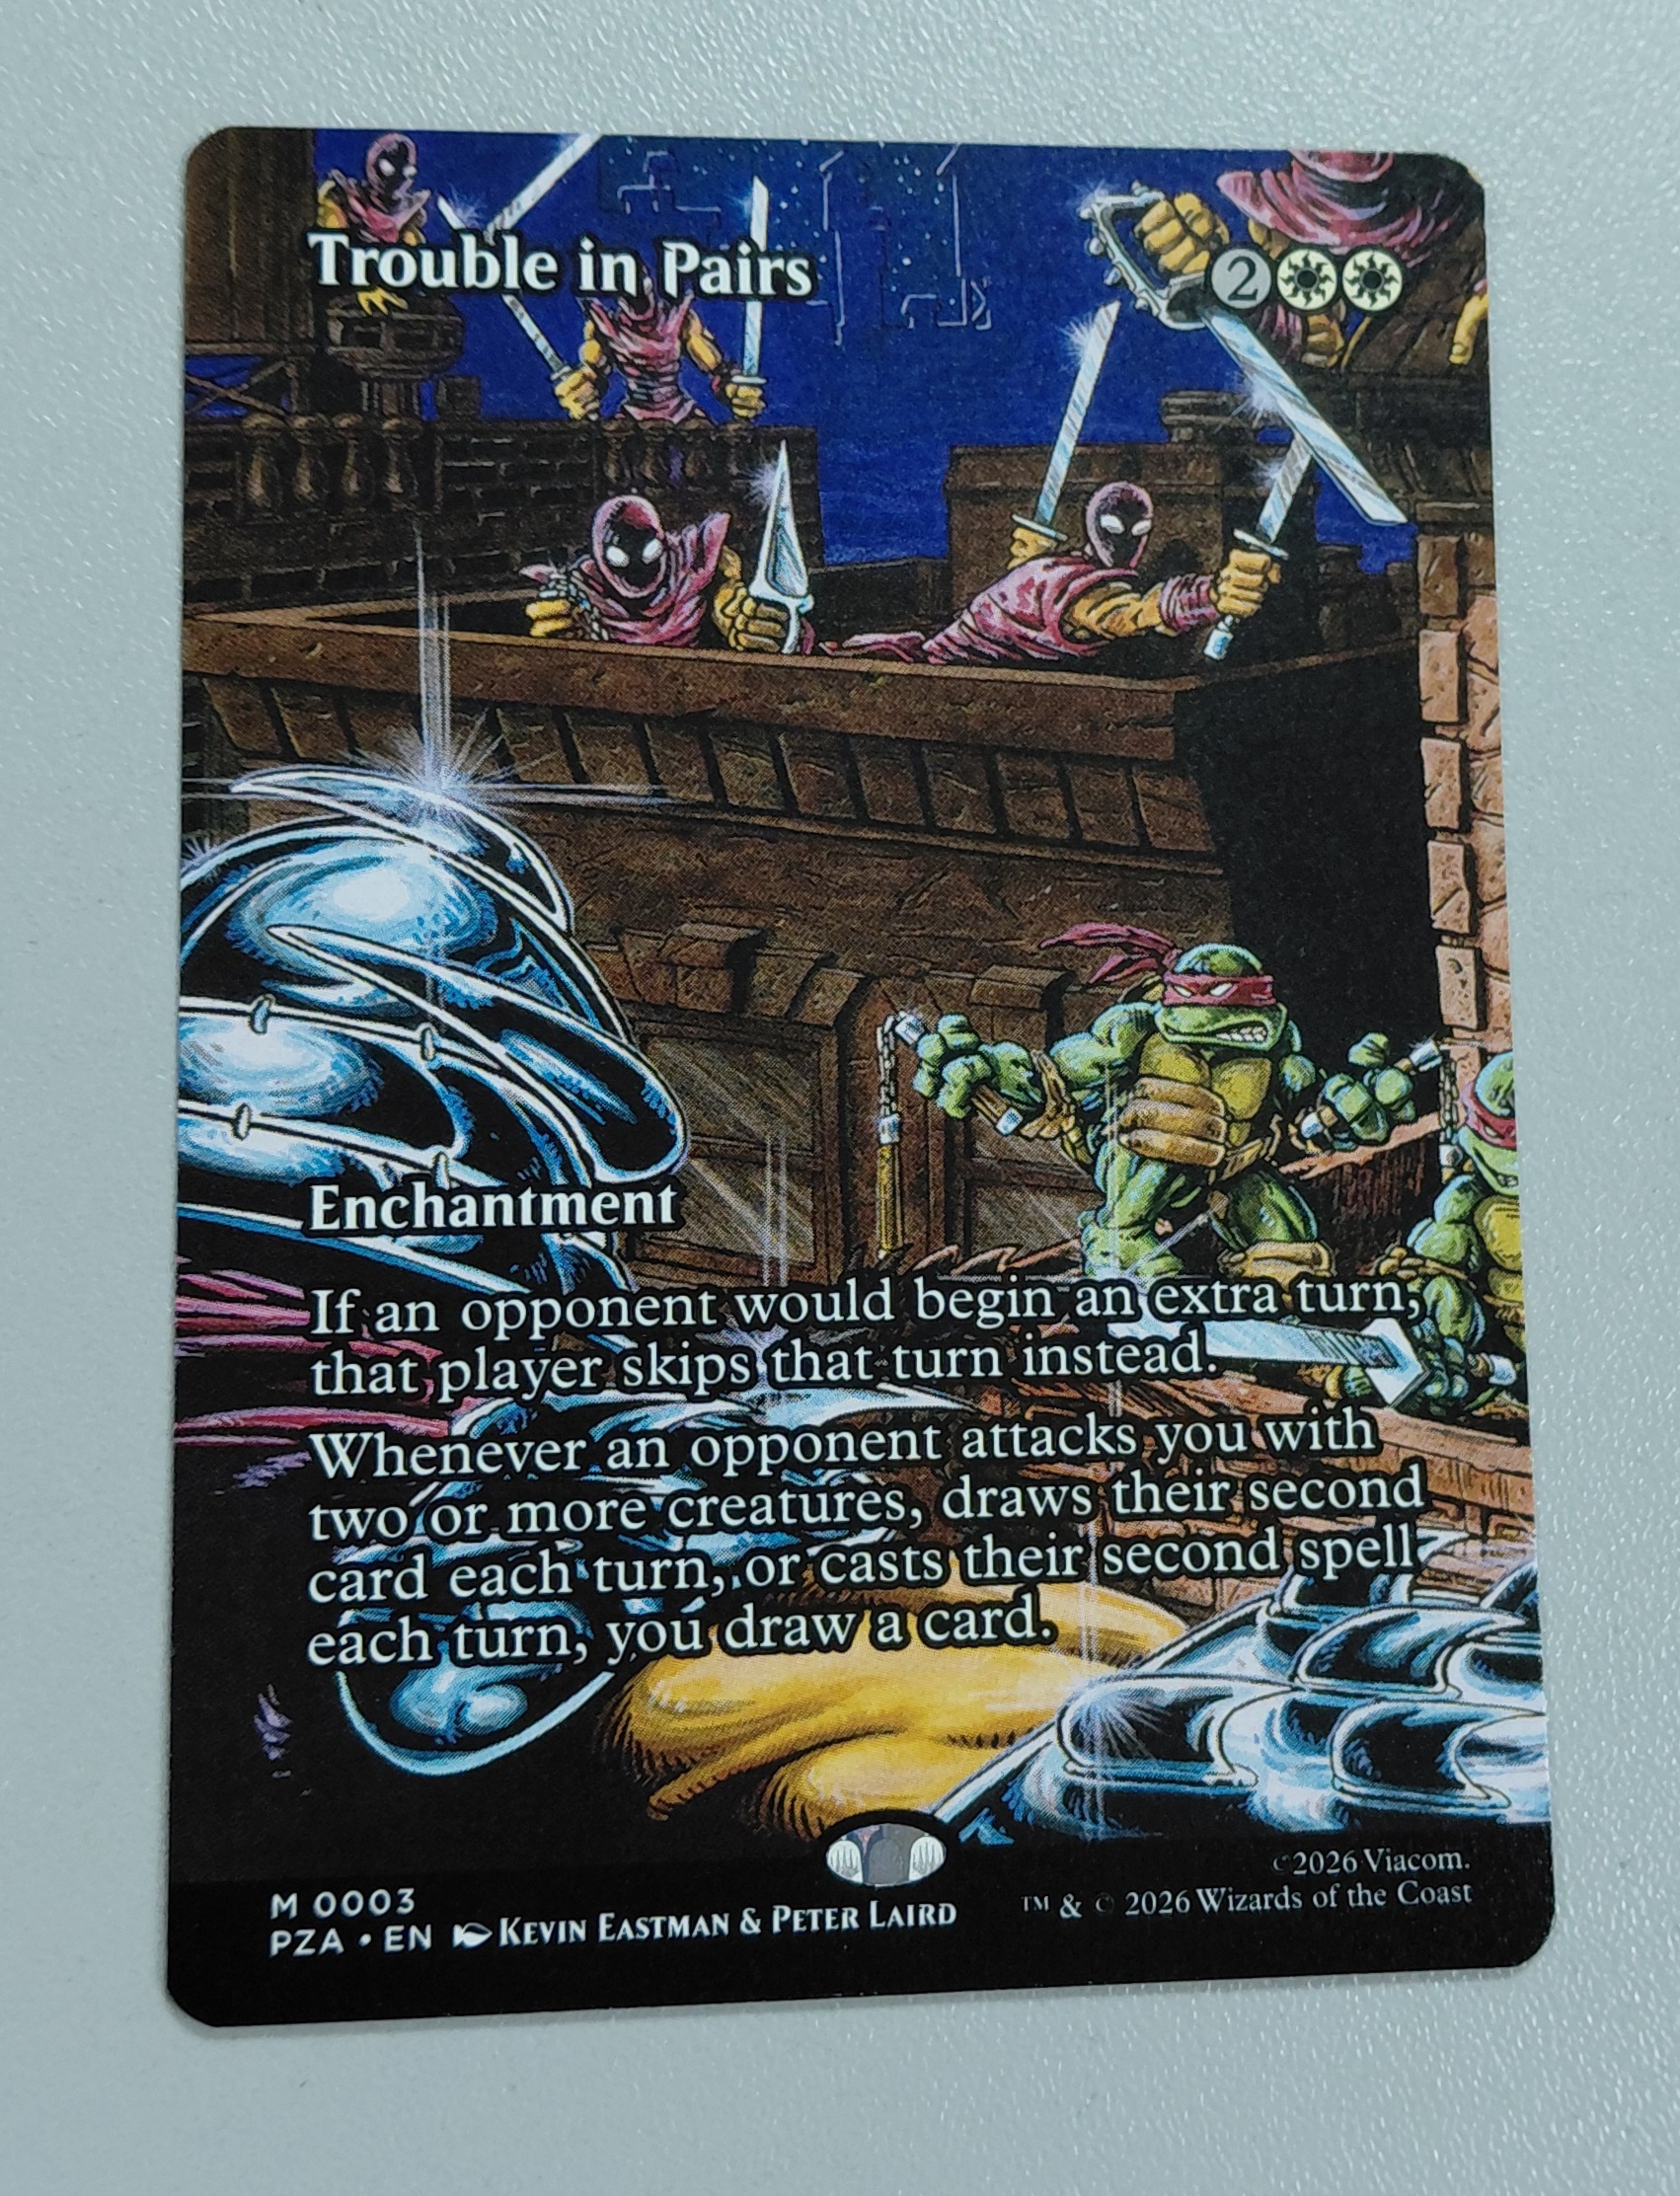 Trouble in Pairs
2
Enchantment
If an opponent would begin an extra turn,
that player skips that turn instead.
Whenever an opponent attacks you with
two or more creatures, draws their second
card each turn, or casts their second spell
each turn, you draw a card.
M 0003
PZA • EN KEVIN EASTMAN & PETER LAIRD
©2026 Viacom.
™ & © 2026 Wizards of the Coast